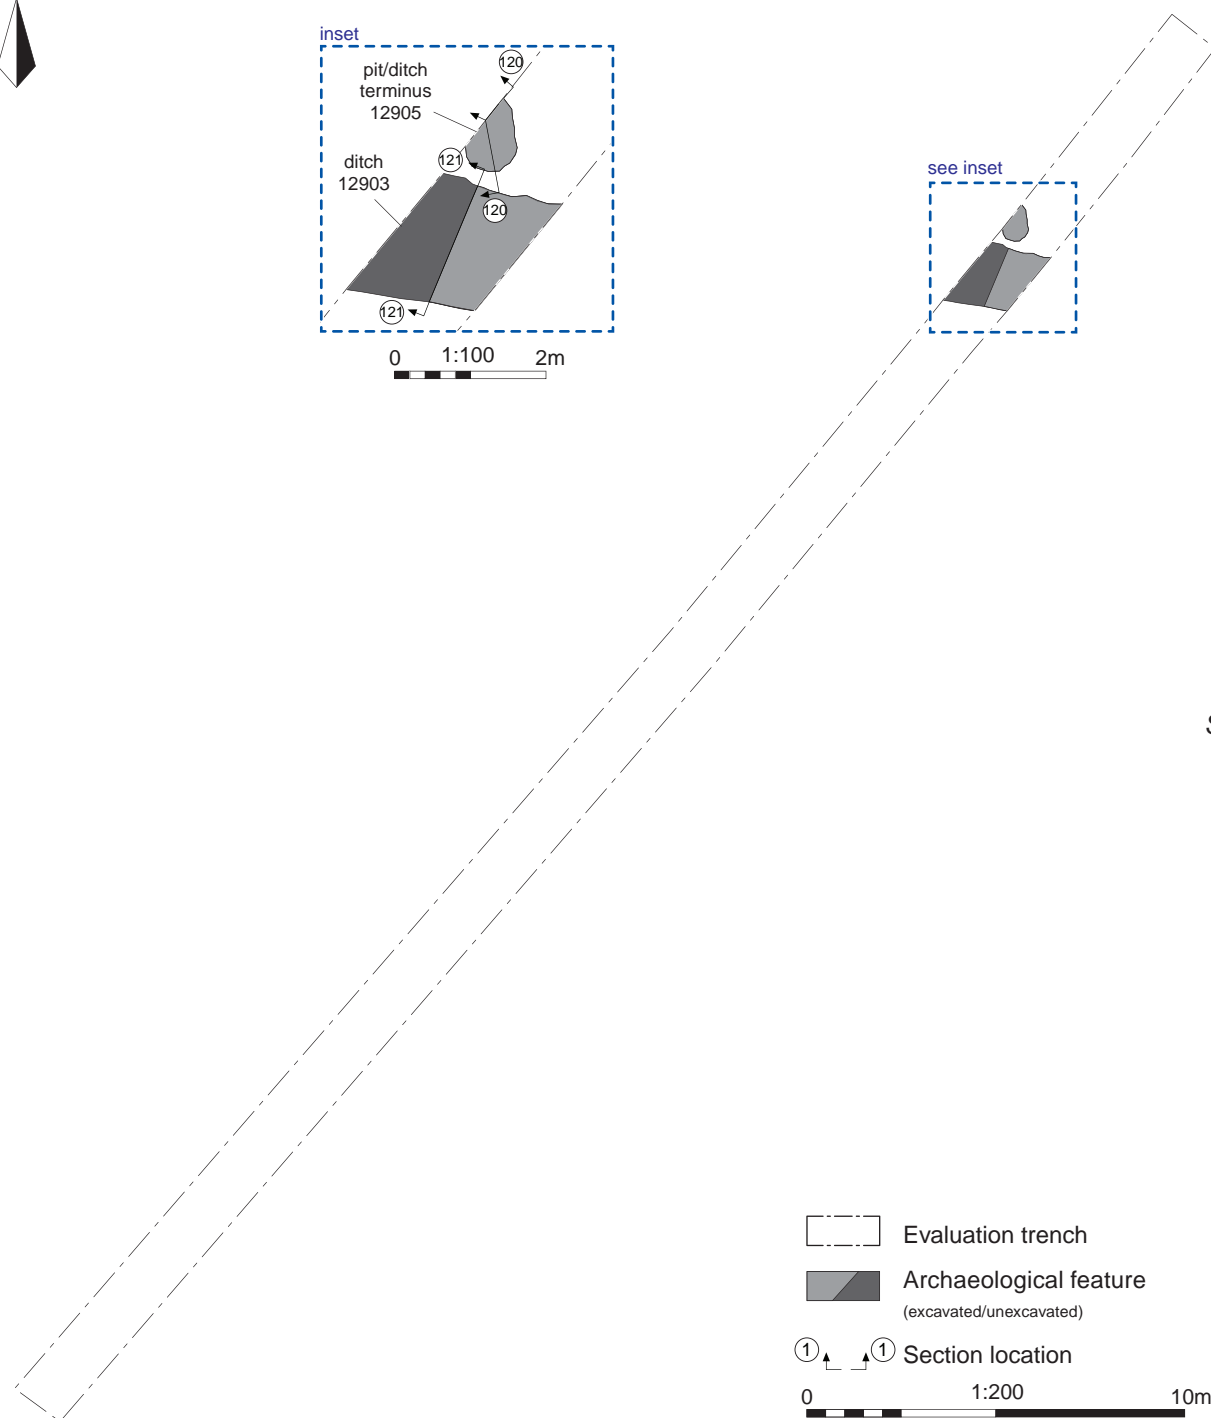 inset
120
pit/ditch
terminus
12905
121
ditch
12903
120
121
0 1:100 2m
see inset
S
Evaluation trench
Archaeological feature
(excavated/unexcavated)
1 1 Section location
0 1:200 10m